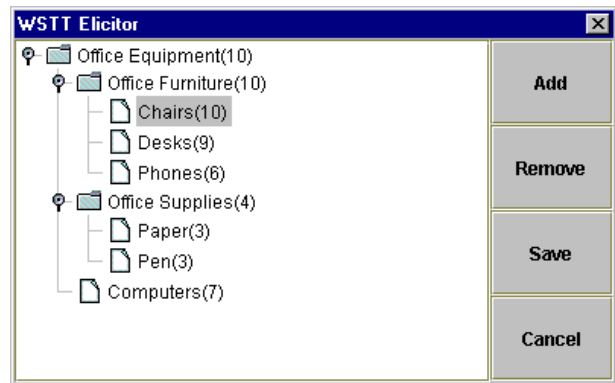 WSTT Elicitor
Office Equipment(10)
Office Furniture(10)
Chairs(10)
Desks(9)
Phones(6)
Office Supplies(4)
Paper(3)
Pen(3)
Computers(7)
Add
Remove
Save
Cancel